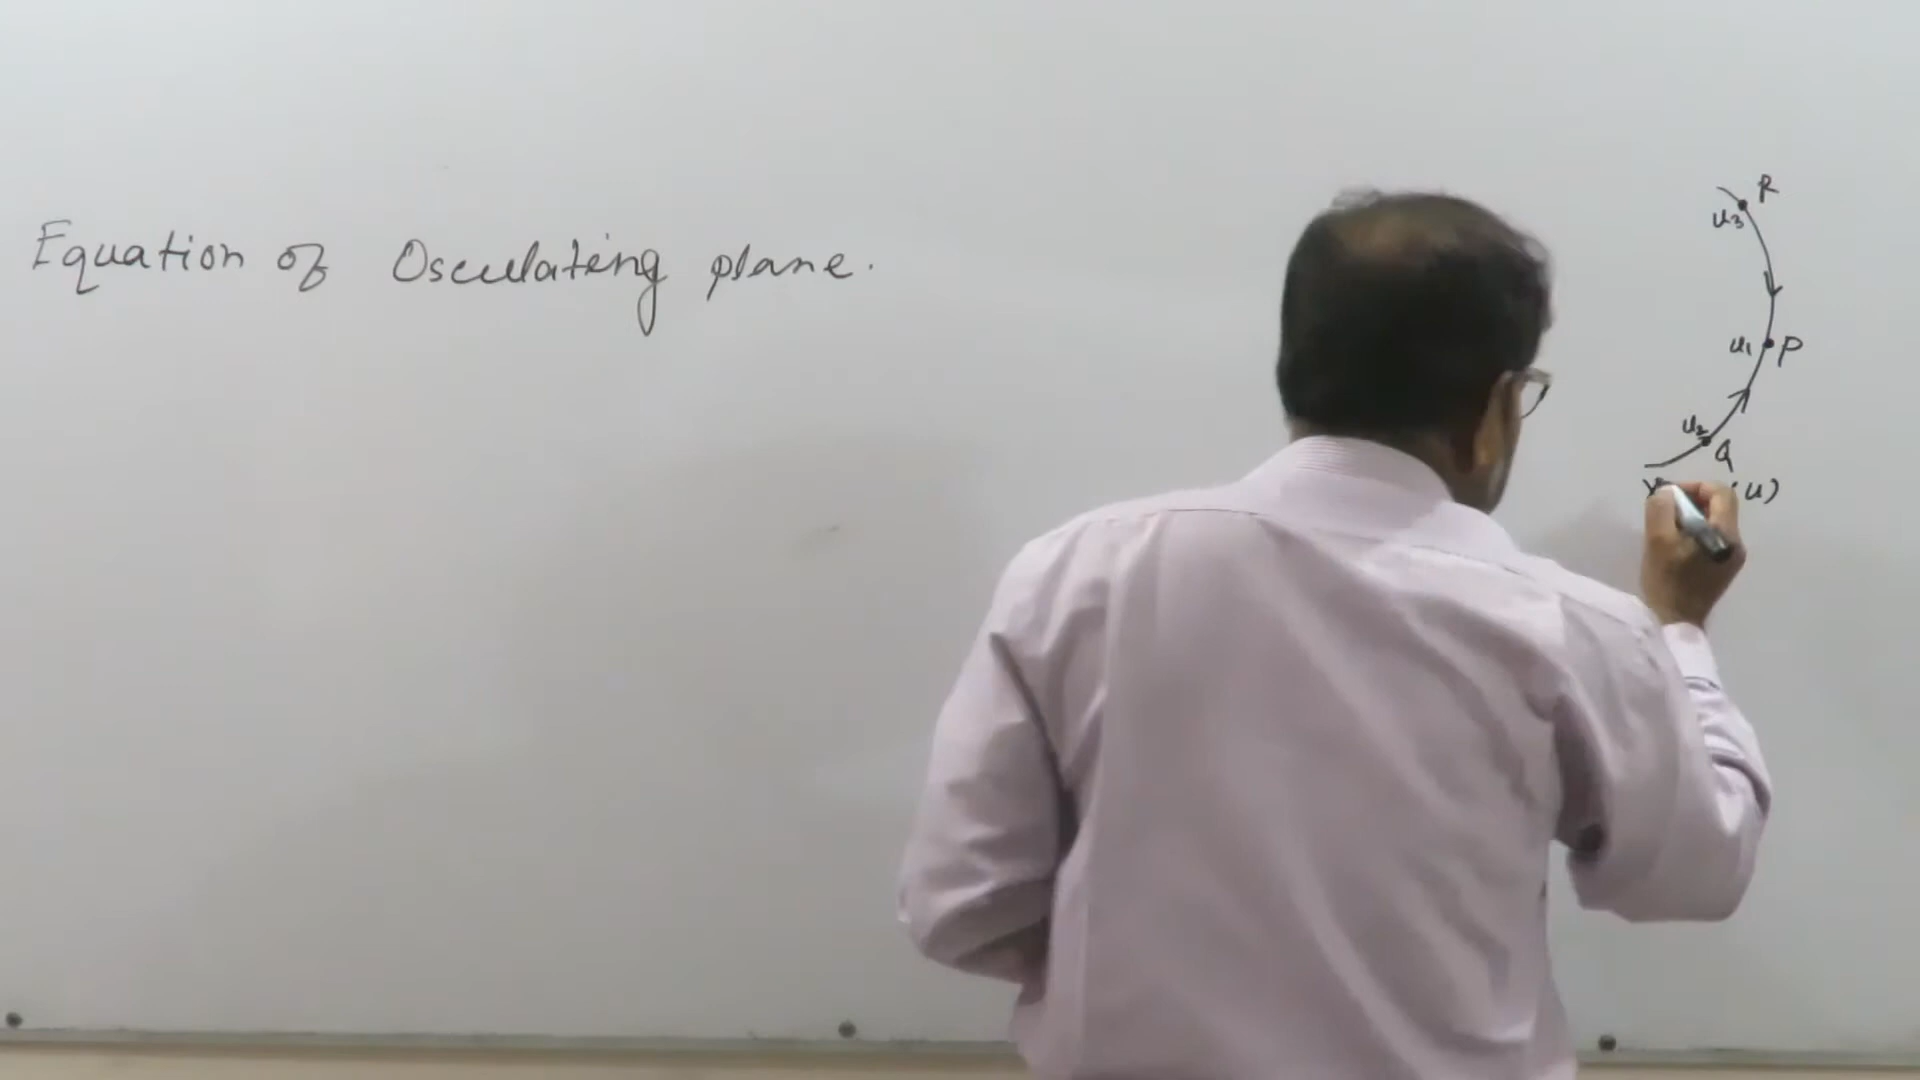 Equation of Osculating plane.
R
u3
u1 P
u2
Q
(u)